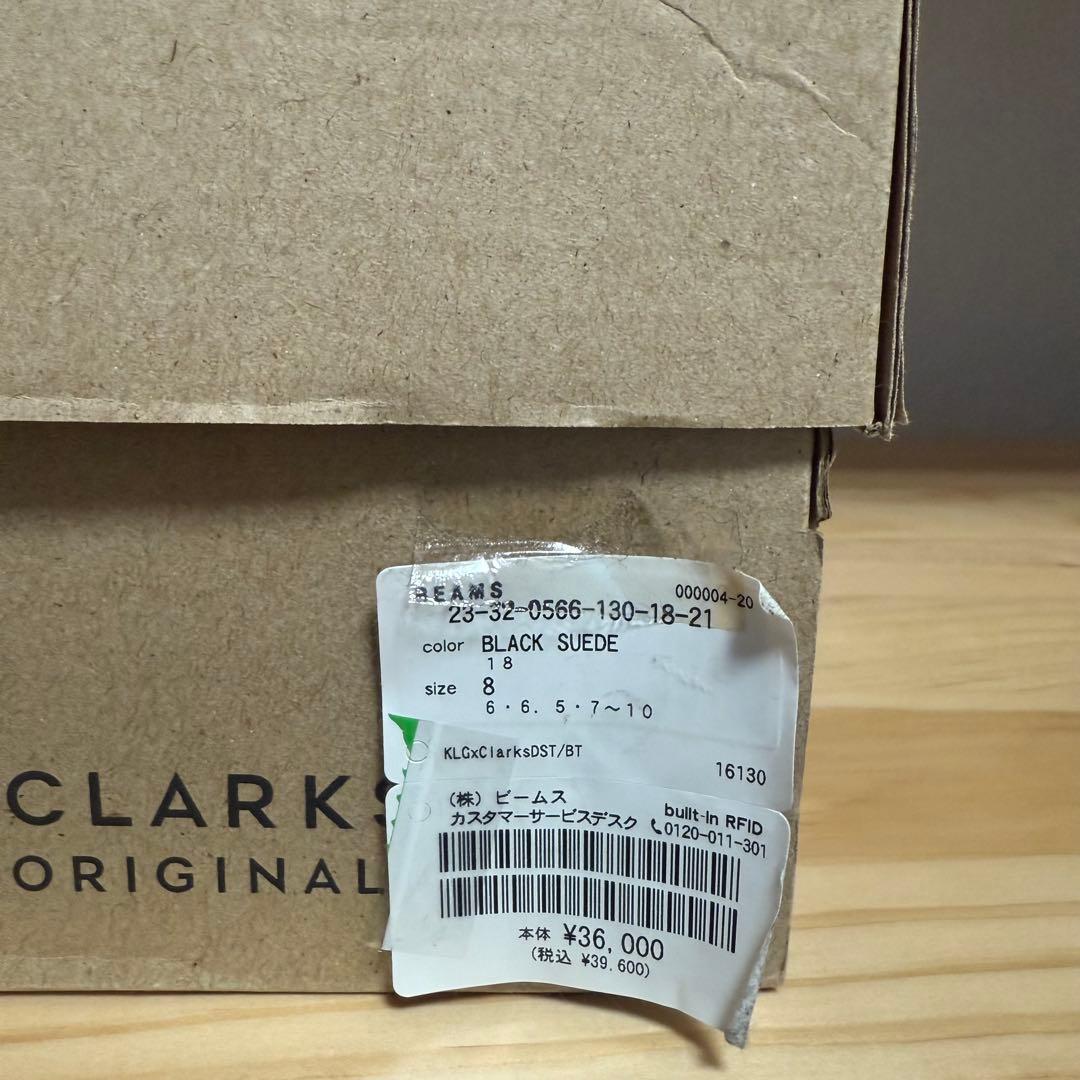 BEAMS 000004-20
23-32-0566-130-18-21
color BLACK SUEDE
18
size 8
6・6.5・7～10
KLGxClarksDST/BT
16130
(株) ビームス
カスタマーサービスデスク
built-in RFID
0120-011-301
本体 ¥36,000
(税込 ¥39,600)
CLARKS
ORIGINAL